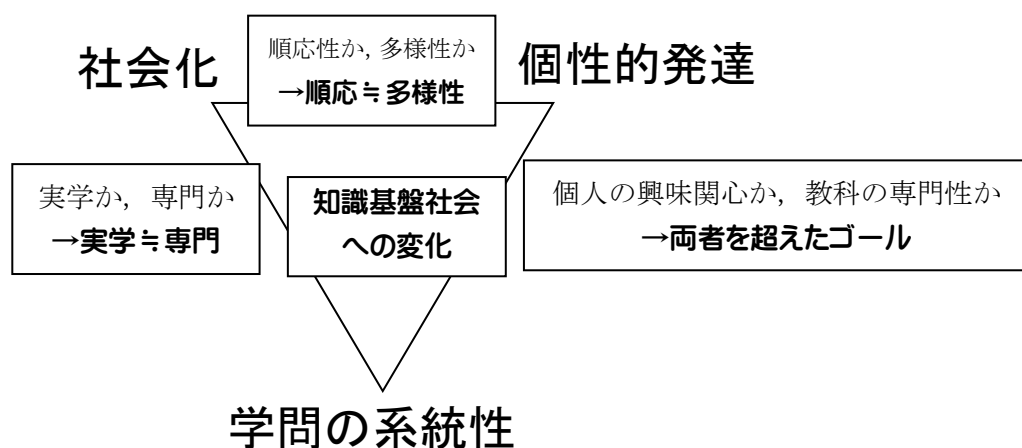 社会化
順応性か, 多様性か
→順応≒多様性
個性的発達
実学か, 専門か
→実学≒専門
知識基盤社会
への変化
個人の興味関心か, 教科の専門性か
→両者を超えたゴール
学問の系統性